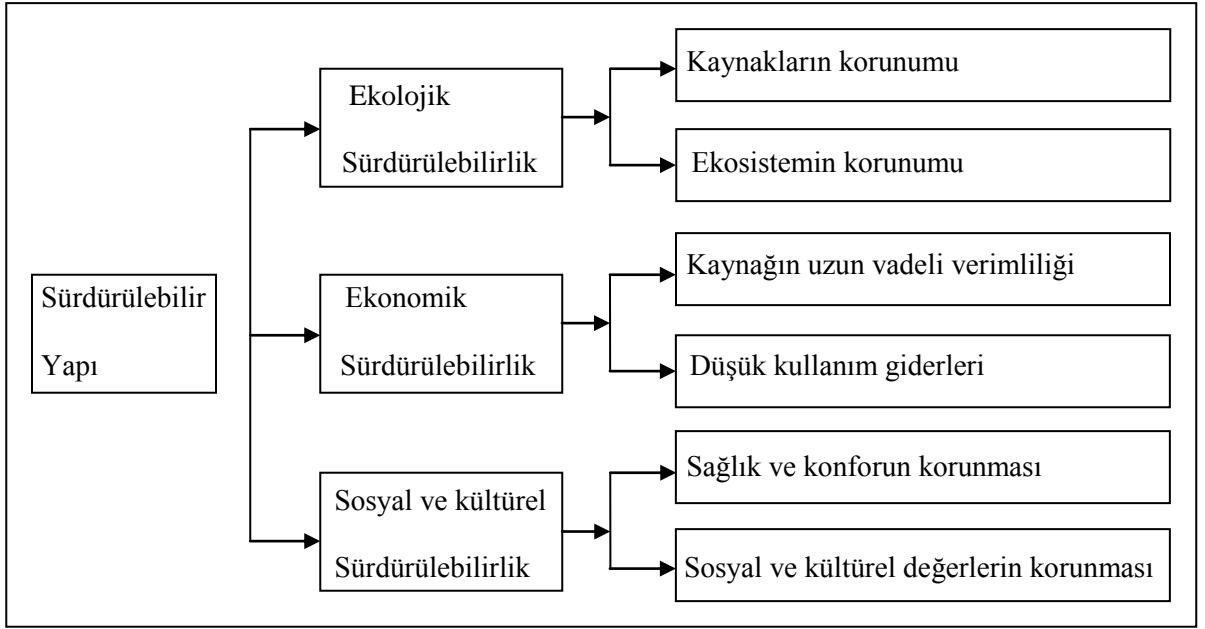 Sürdürülebilir
Yapı
Ekolojik
Sürdürülebilirlik
Kaynakların korunumu
Ekosistemin korunumu
Ekonomik
Sürdürülebilirlik
Kaynağın uzun vadeli verimliliği
Düşük kullanım giderleri
Sosyal ve kültürel
Sürdürülebilirlik
Sağlık ve konforun korunması
Sosyal ve kültürel değerlerin korunması